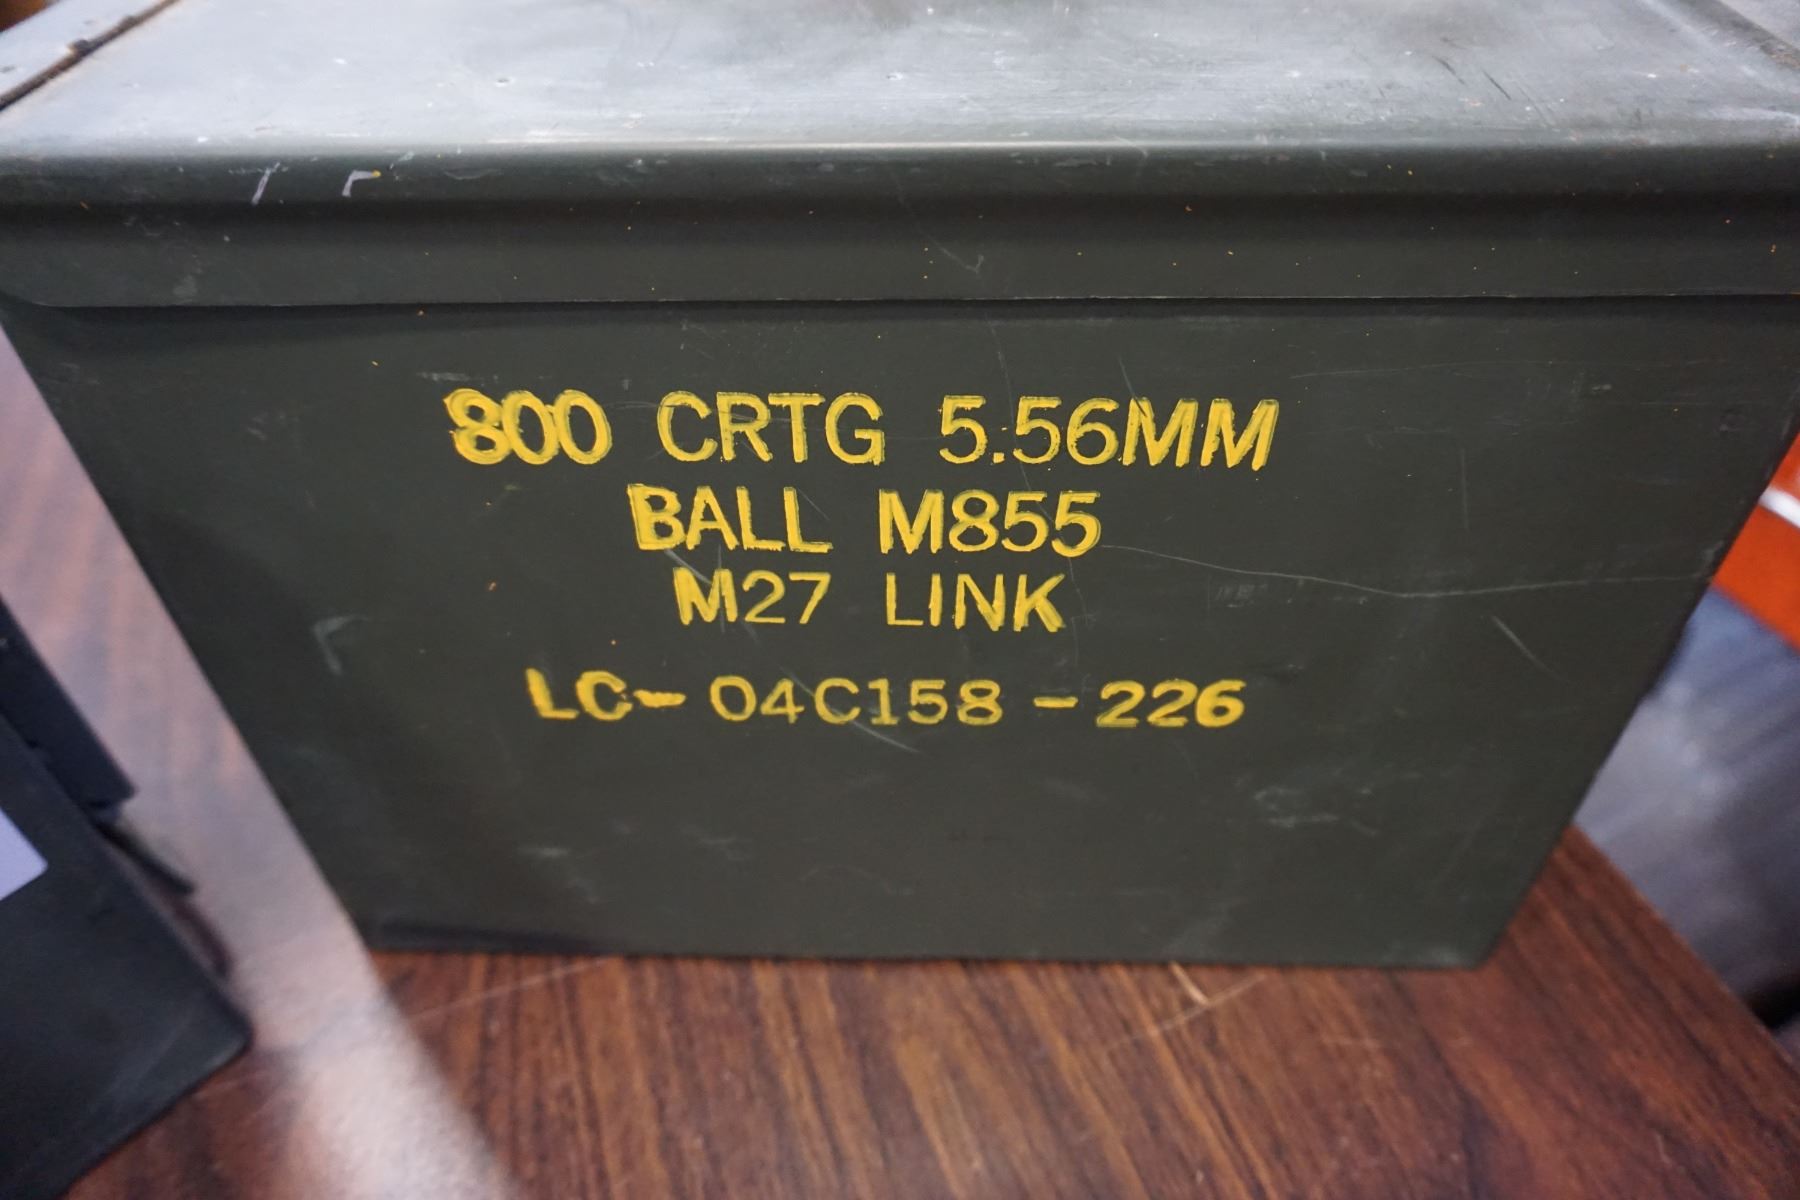 800 CRTG 5.56MM
BALL M855
M27 LINK
LC- 04C158 - 226